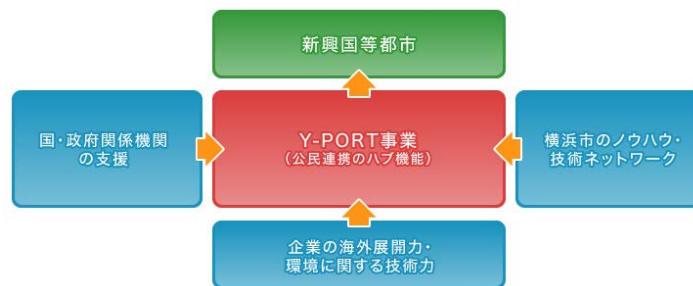 新興国等都市
国・政府関係機関
の支援
Y-PORT事業
(公民連携のハブ機能)
横浜市のノウハウ・
技術ネットワーク
企業の海外展開力・
環境に関する技術力